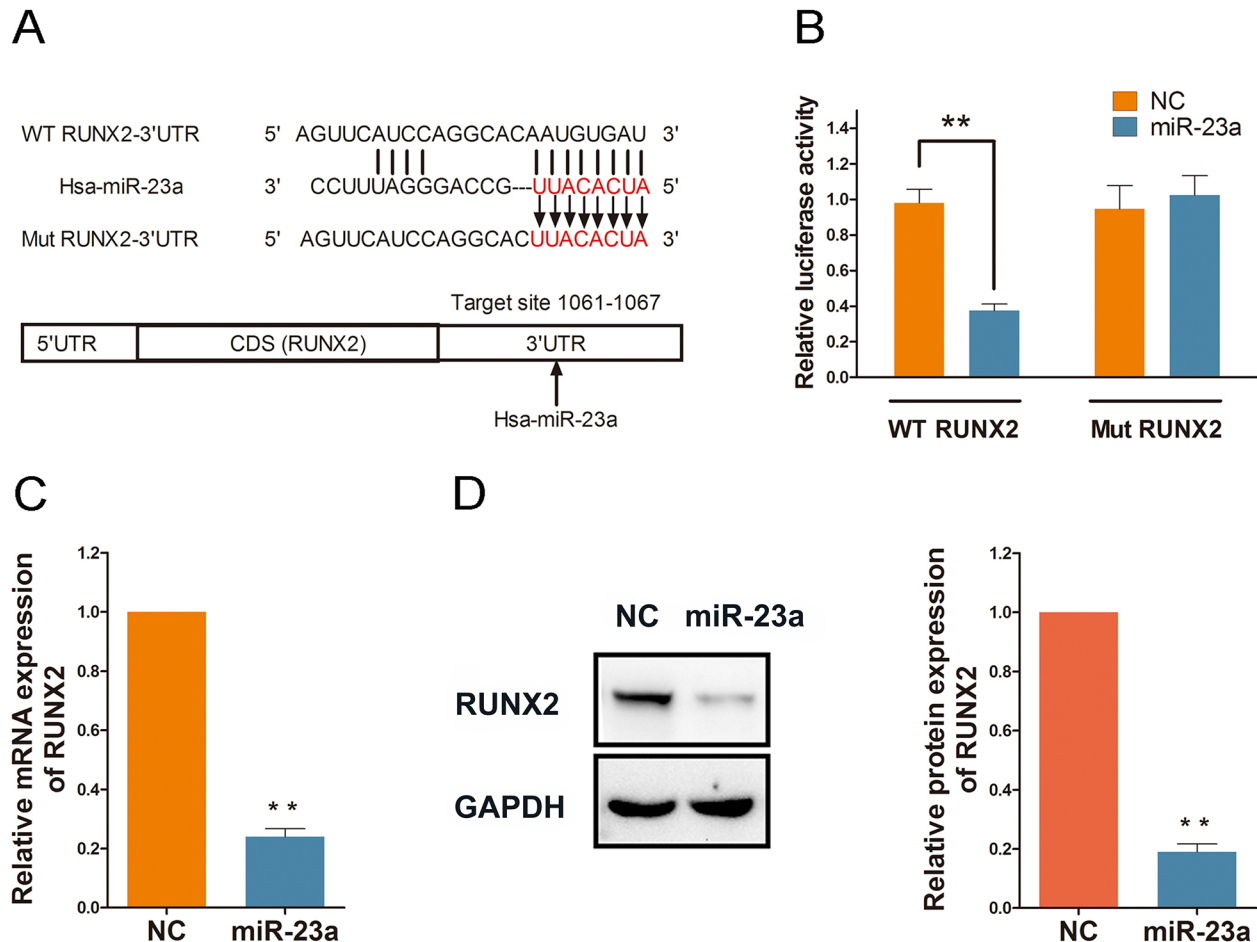 A
WT RUNX2-3'UTR 5' AGUUCAUCCAGGCACAAUGUGAU 3'
Hsa-miR-23a 3' CCUUUAGGGACCG---UUACACUA 5'
Mut RUNX2-3'UTR 5' AGUUCAUCCAGGCACUUACACUA 3'
Target site 1061-1067
5'UTR CDS (RUNX2) 3'UTR
Hsa-miR-23a
B
NC
miR-23a
Relative luciferase activity
1.4
1.2
1.0
0.8
0.6
0.4
0.2
0.0
**
WT RUNX2 Mut RUNX2
C
Relative mRNA expression
of RUNX2
1.2
1.0
0.8
0.6
0.4
0.2
0.0
**
NC miR-23a
D
NC miR-23a
RUNX2
GAPDH
Relative protein expression
of RUNX2
1.2
1.0
0.8
0.6
0.4
0.2
0.0
**
NC miR-23a